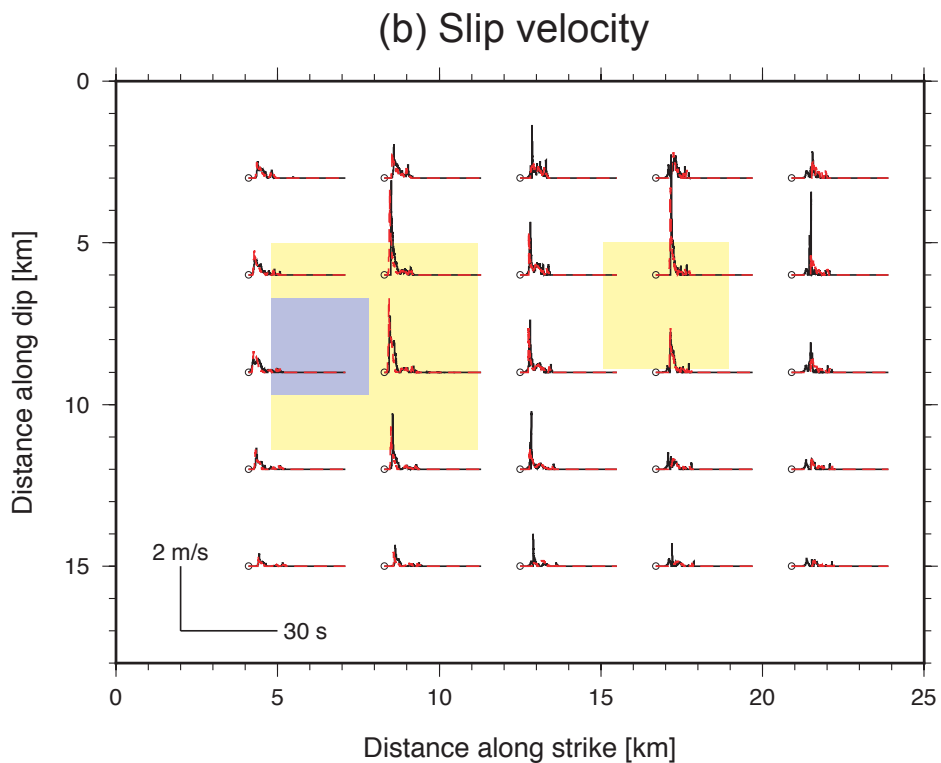 (b) Slip velocity
0
5
10
15
Distance along dip [km]
2 m/s
30 s
0 5 10 15 20 25
Distance along strike [km]